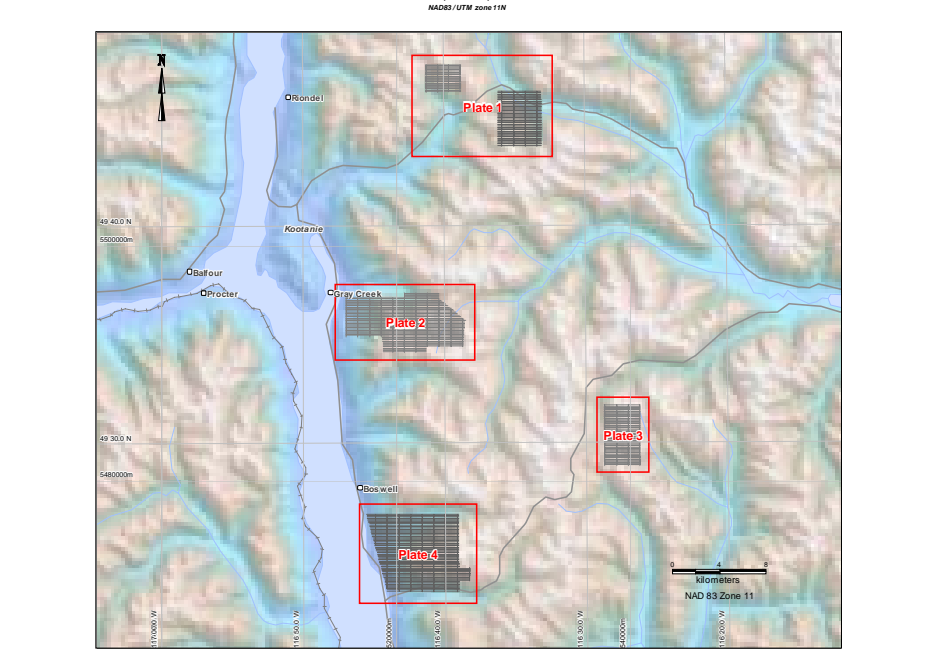 NAD83 / UTM zone 11N
N
Riondel
Plate 1
49 40.0 N
Kootanie
5500000m
Balfour
Procter
Gray Creek
Plate 2
49 30.0 N
Plate 3
5480000m
Boswell
Plate 4
0 4 8
kilometers
NAD 83 Zone 11
117 0.0 W
116 50.0 W
520000m
116 40.0 W
116 30.0 W
540000m
116 20.0 W